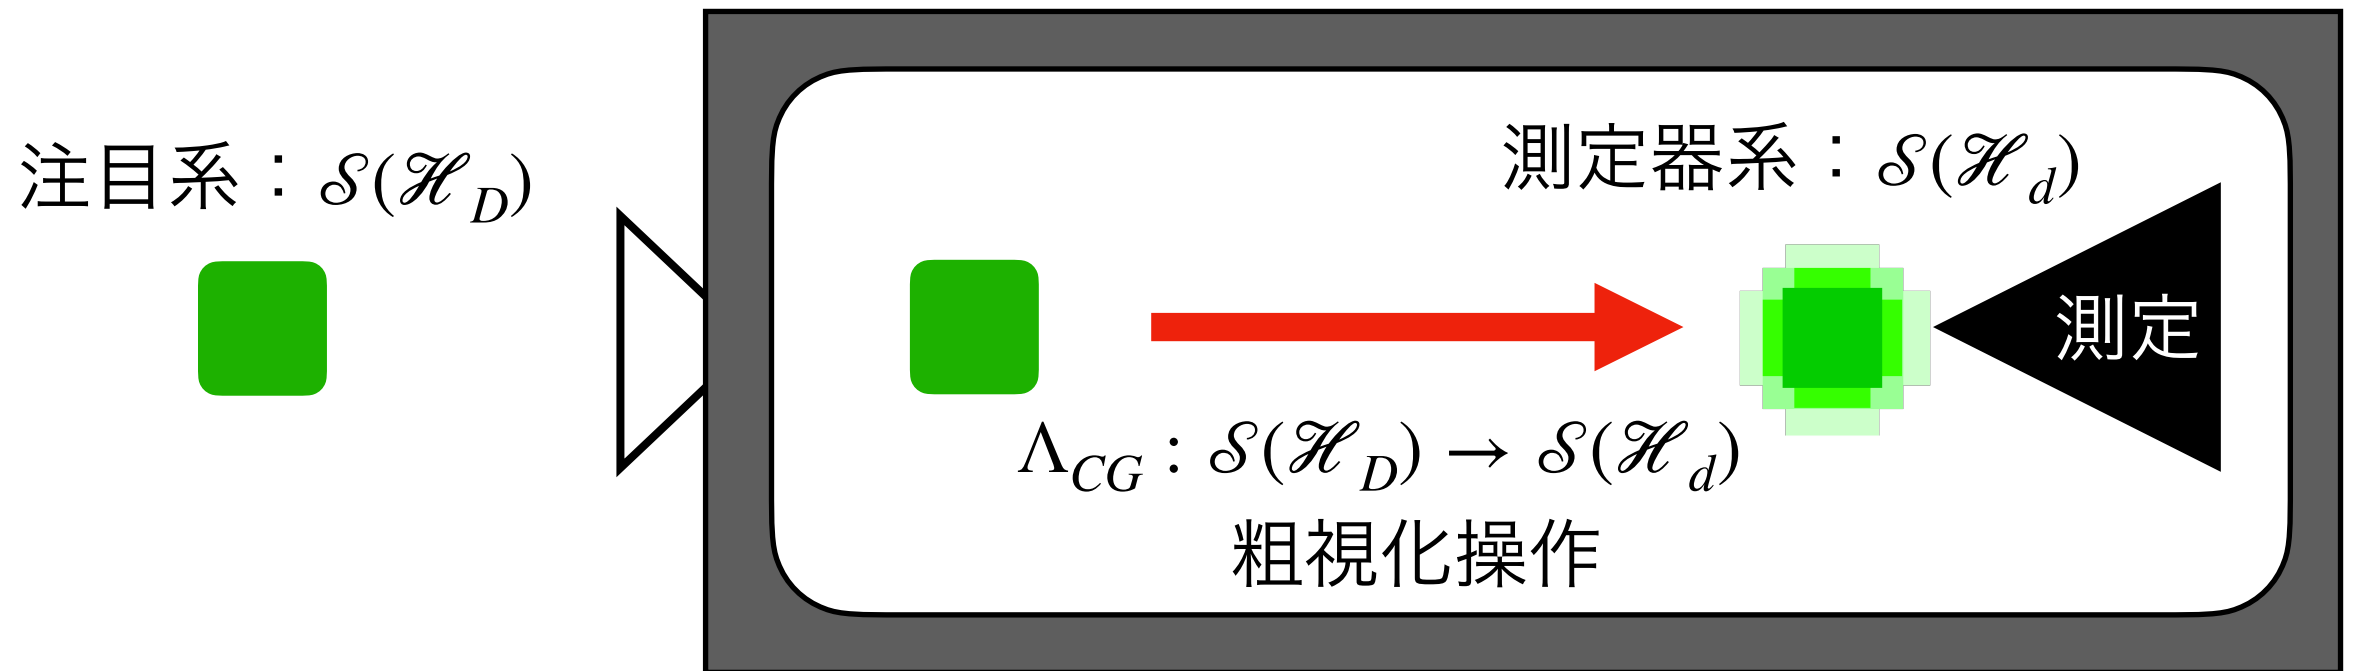 注目系：𝒮(ℋ_D)
測定器系：𝒮(ℋ_d)
測定
Λ_CG : 𝒮(ℋ_D) → 𝒮(ℋ_d)
粗視化操作